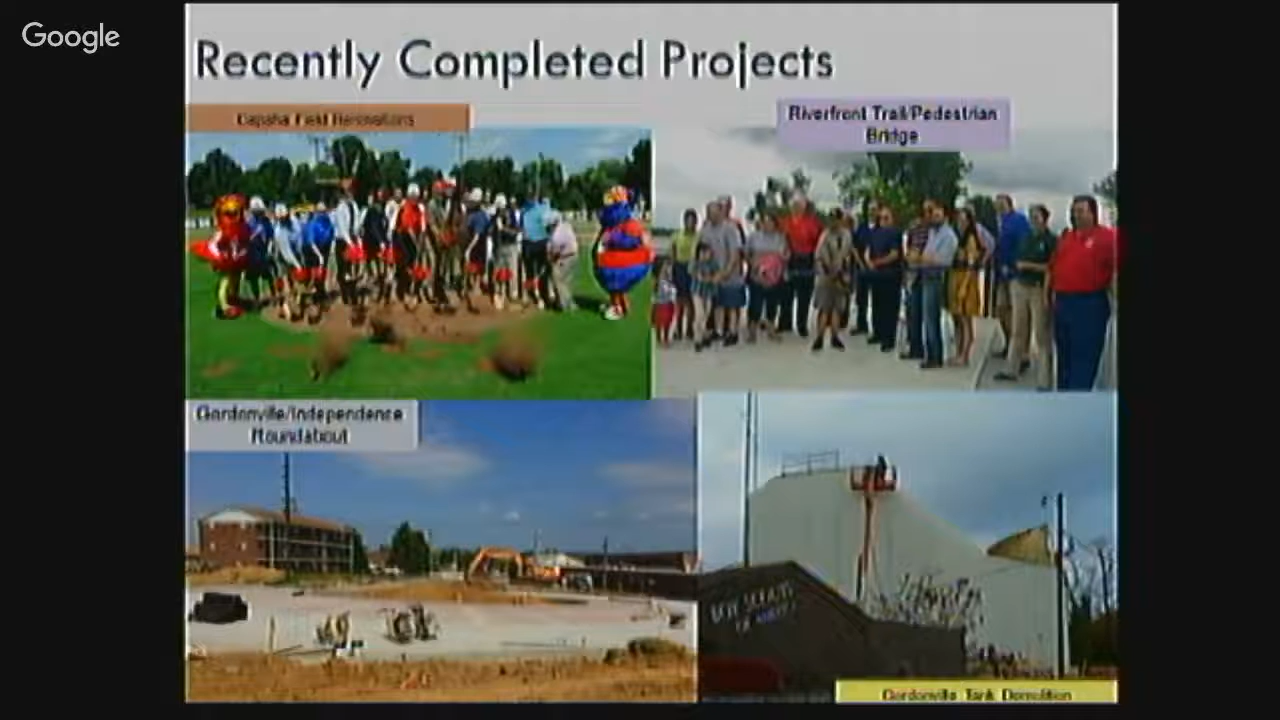 Google
Recently Completed Projects
Capaha Field Renovations
Riverfront Trail/Pedestrian
Bridge
Gordonville/Independence
Roundabout
Gordonville Tank Demolition